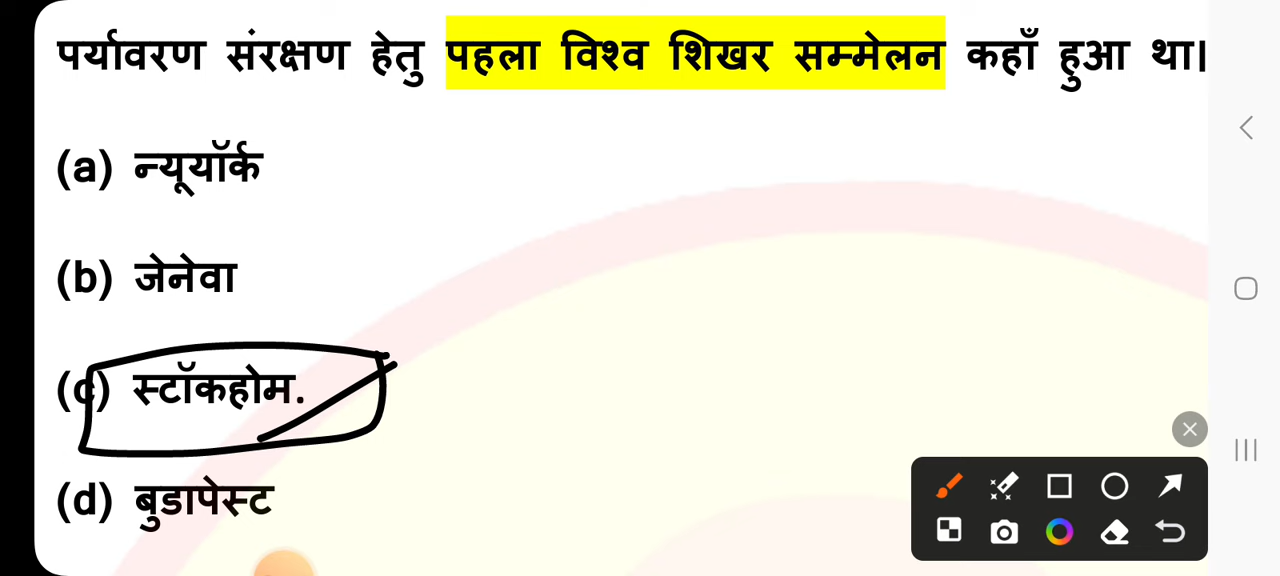 पर्यावरण संरक्षण हेतु पहला विश्व शिखर सम्मेलन कहाँ हुआ था।
(a) न्यूयॉर्क
(b) जेनेवा
(c) स्टॉकहोम.
(d) बुडापेस्ट